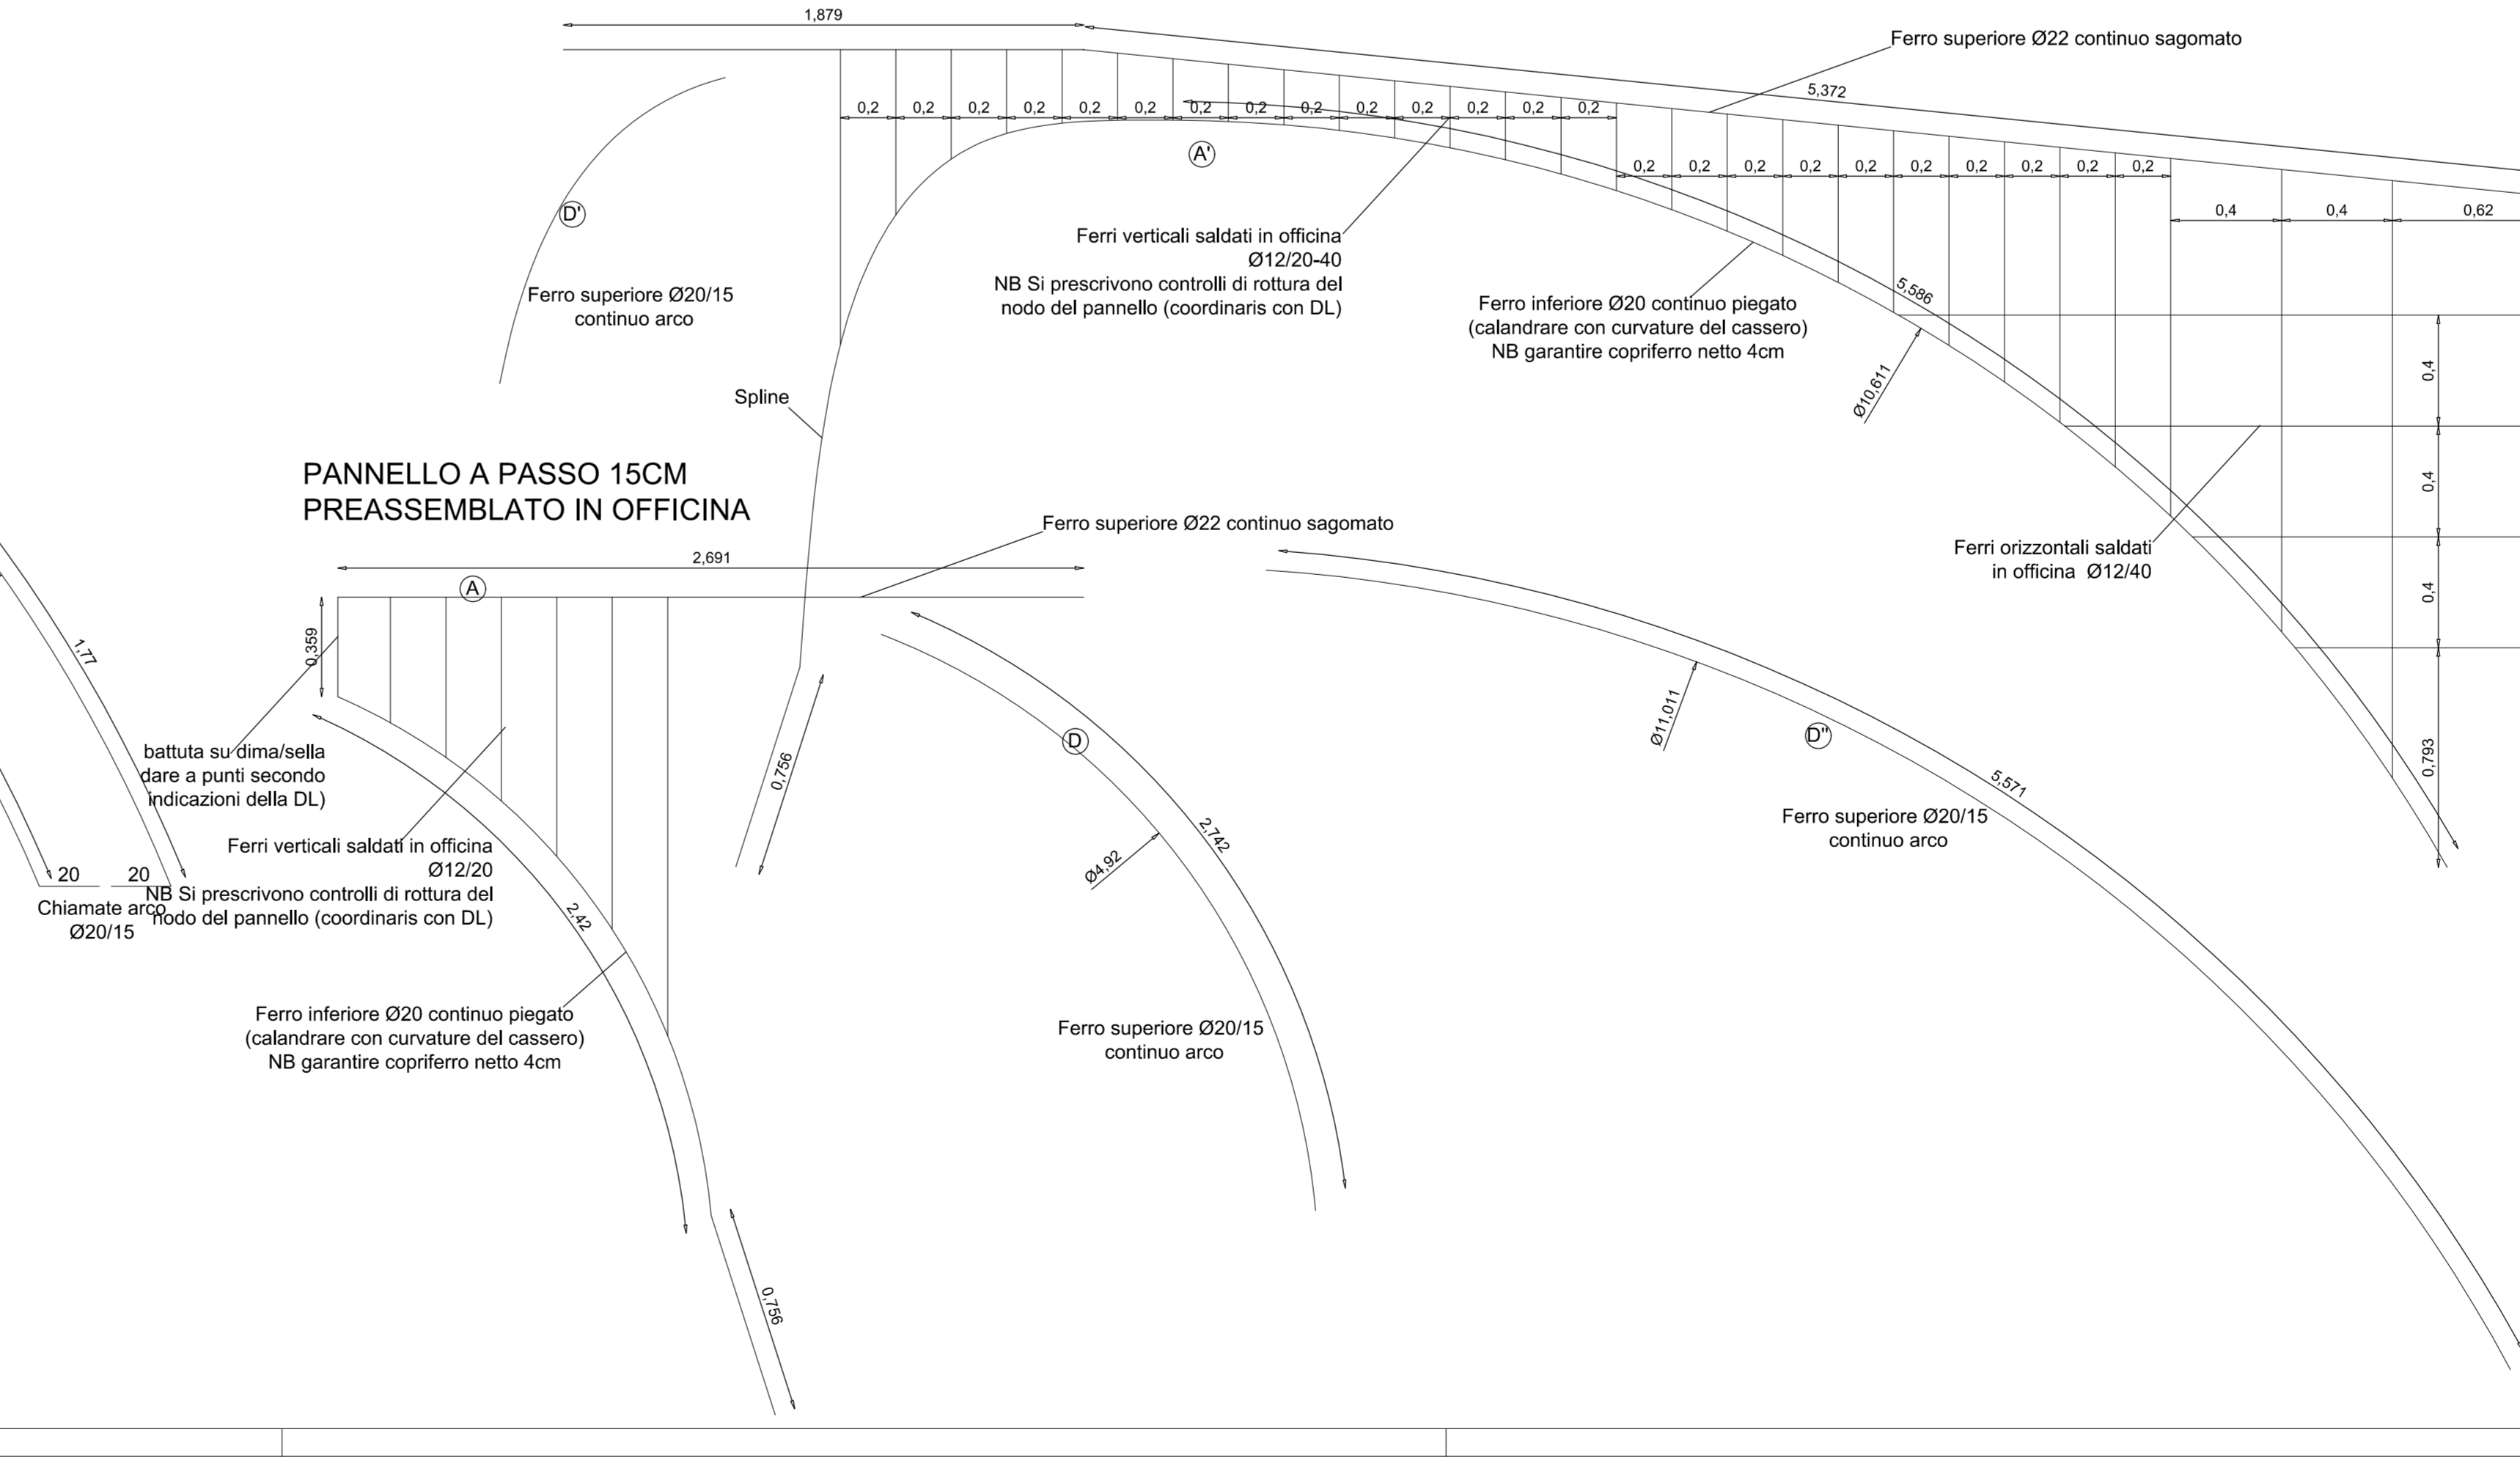 1,879
Ferro superiore Ø22 continuo sagomato
5,372
0,2 0,2 0,2 0,2 0,2 0,2 0,2 0,2 0,2 0,2 0,2 0,2 0,2 0,2
A'
0,2 0,2 0,2 0,2 0,2 0,2 0,2 0,2 0,2 0,2
0,4 0,4 0,62
D'
Ferro superiore Ø20/15
continuo arco
Ferri verticali saldati in officina
Ø12/20-40
NB Si prescrivono controlli di rottura del
nodo del pannello (coordinaris con DL)
Ferro inferiore Ø20 continuo piegato
(calandrare con curvature del cassero)
NB garantire copriferro netto 4cm
5,586
Ø10,611
0,4
0,4
0,4
0,793
Spline
PANNELLO A PASSO 15CM
PREASSEMBLATO IN OFFICINA
Ferro superiore Ø22 continuo sagomato
2,691
A
0,359
Ferri orizzontali saldati
in officina Ø12/40
1,77
battuta su dima/sella
dare a punti secondo
indicazioni della DL)
0,756
D
Ø11,011
D"
5,571
Ferro superiore Ø20/15
continuo arco
Ferri verticali saldati in officina
Ø12/20
NB Si prescrivono controlli di rottura del
nodo del pannello (coordinaris con DL)
20 20
Chiamate arco
Ø20/15
2,742
Ø4,92
2,42
Ferro inferiore Ø20 continuo piegato
(calandrare con curvature del cassero)
NB garantire copriferro netto 4cm
Ferro superiore Ø20/15
continuo arco
0,756